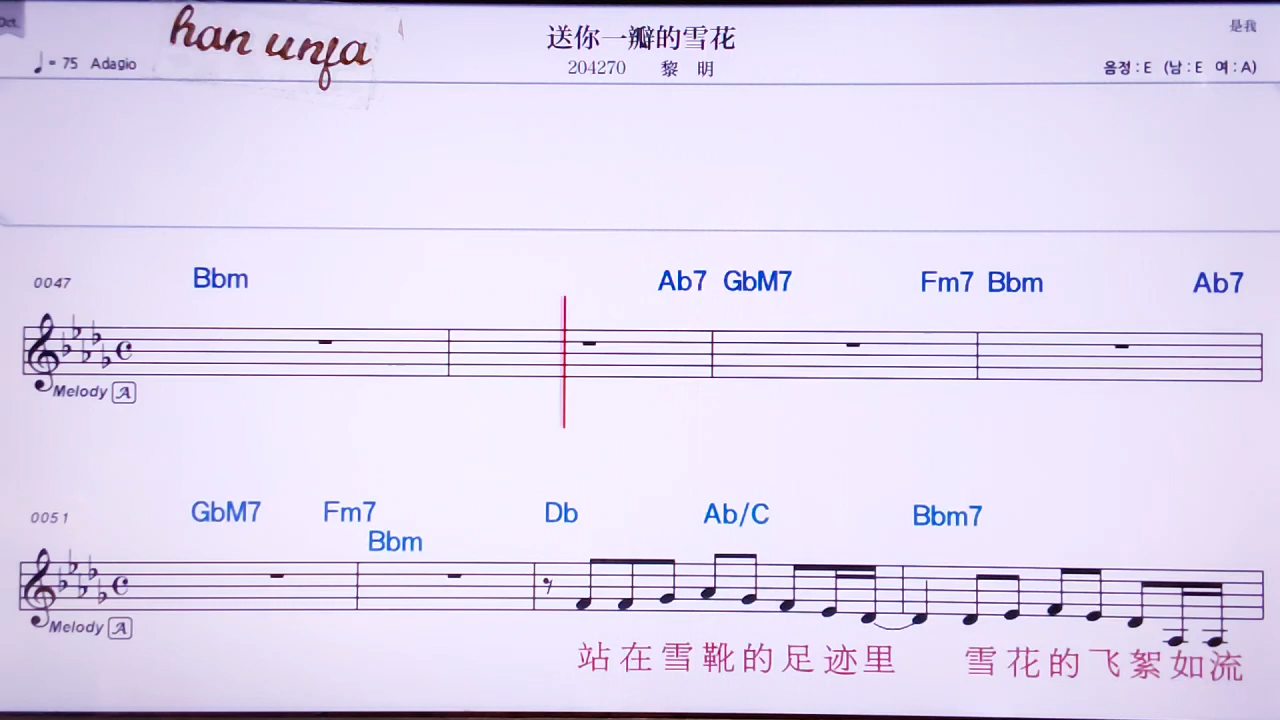 Oct.
han unfa
送你一瓣的雪花
是我
♩= 75 Adagio
204270 黎 明
음정 : E (남 : E 여 : A)
0047 Bbm Ab7 GbM7 Fm7 Bbm Ab7
Melody A
0051 GbM7 Fm7 Bbm Db Ab/C Bbm7
Melody A
站在雪靴的足迹里 雪花的飞絮如流